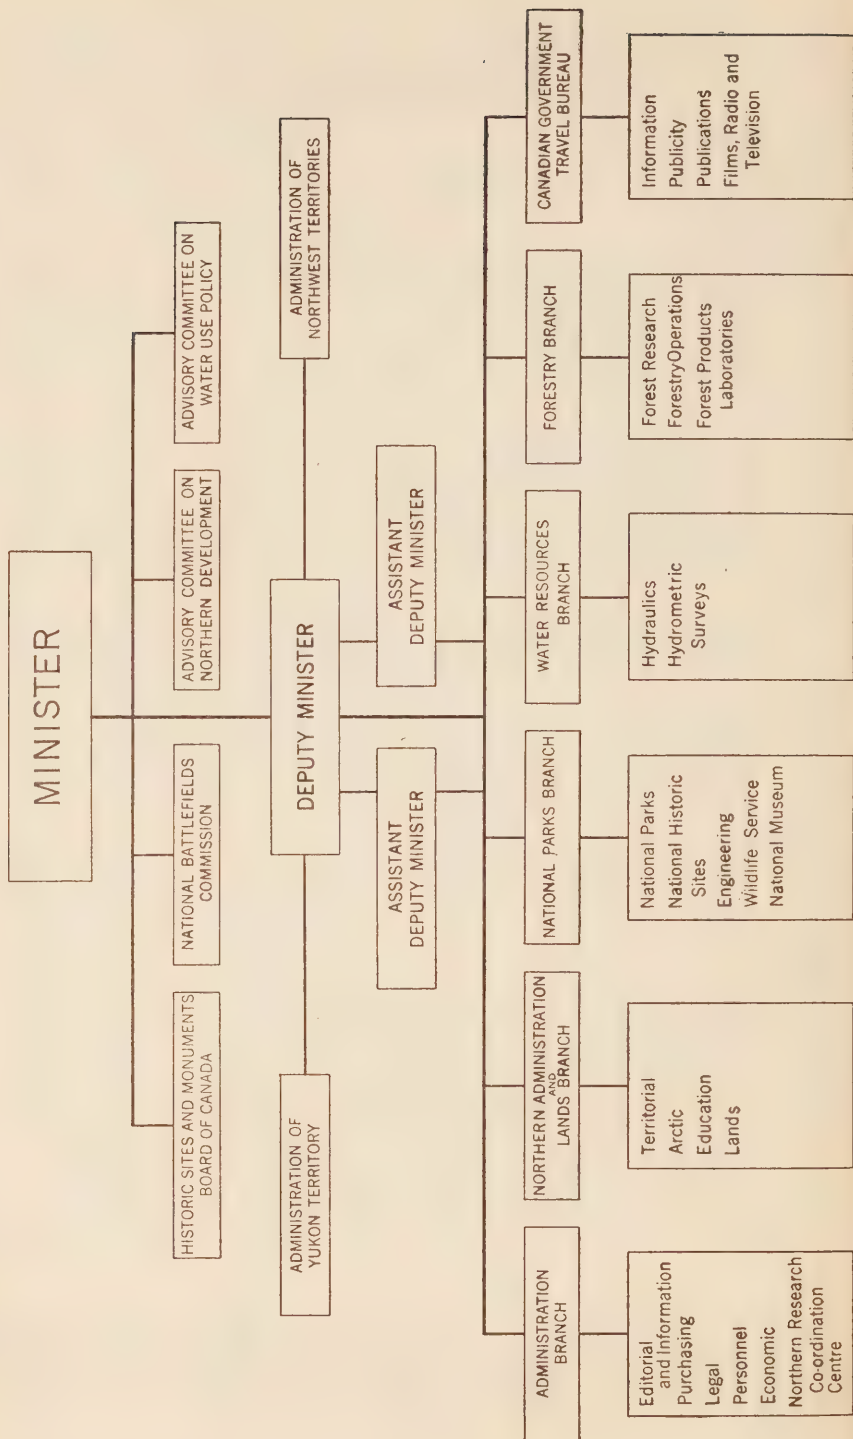 MINISTER
HISTORIC SITES AND MONUMENTS
BOARD OF CANADA
NATIONAL BATTLEFIELDS
COMMISSION
ADVISORY COMMITTEE ON
NORTHERN DEVELOPMENT
ADVISORY COMMITTEE ON
WATER USE POLICY
ADMINISTRATION OF
YUKON TERRITORY
DEPUTY MINISTER
ADMINISTRATION OF
NORTHWEST TERRITORIES
ASSISTANT
DEPUTY MINISTER
ASSISTANT
DEPUTY MINISTER
ADMINISTRATION
BRANCH
NORTHERN ADMINISTRATION
AND
LANDS BRANCH
NATIONAL PARKS BRANCH
WATER RESOURCES
BRANCH
FORESTRY BRANCH
CANADIAN GOVERNMENT
TRAVEL BUREAU
Editorial
and Information
Purchasing
Legal
Personnel
Economic
Northern Research
Co-ordination
Centre
Territorial
Arctic
Education
Lands
National Parks
National Historic
Sites
Engineering
Wildlife Service
National Museum
Hydraulics
Hydrometric
Surveys
Forest Research
Forestry Operations
Forest Products
Laboratories
Information
Publicity
Publications
Films, Radio and
Television